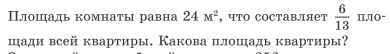 Площадь комнаты равна 24 м², что составляет 6/13 пло-
щади всей квартиры. Какова площадь квартиры?